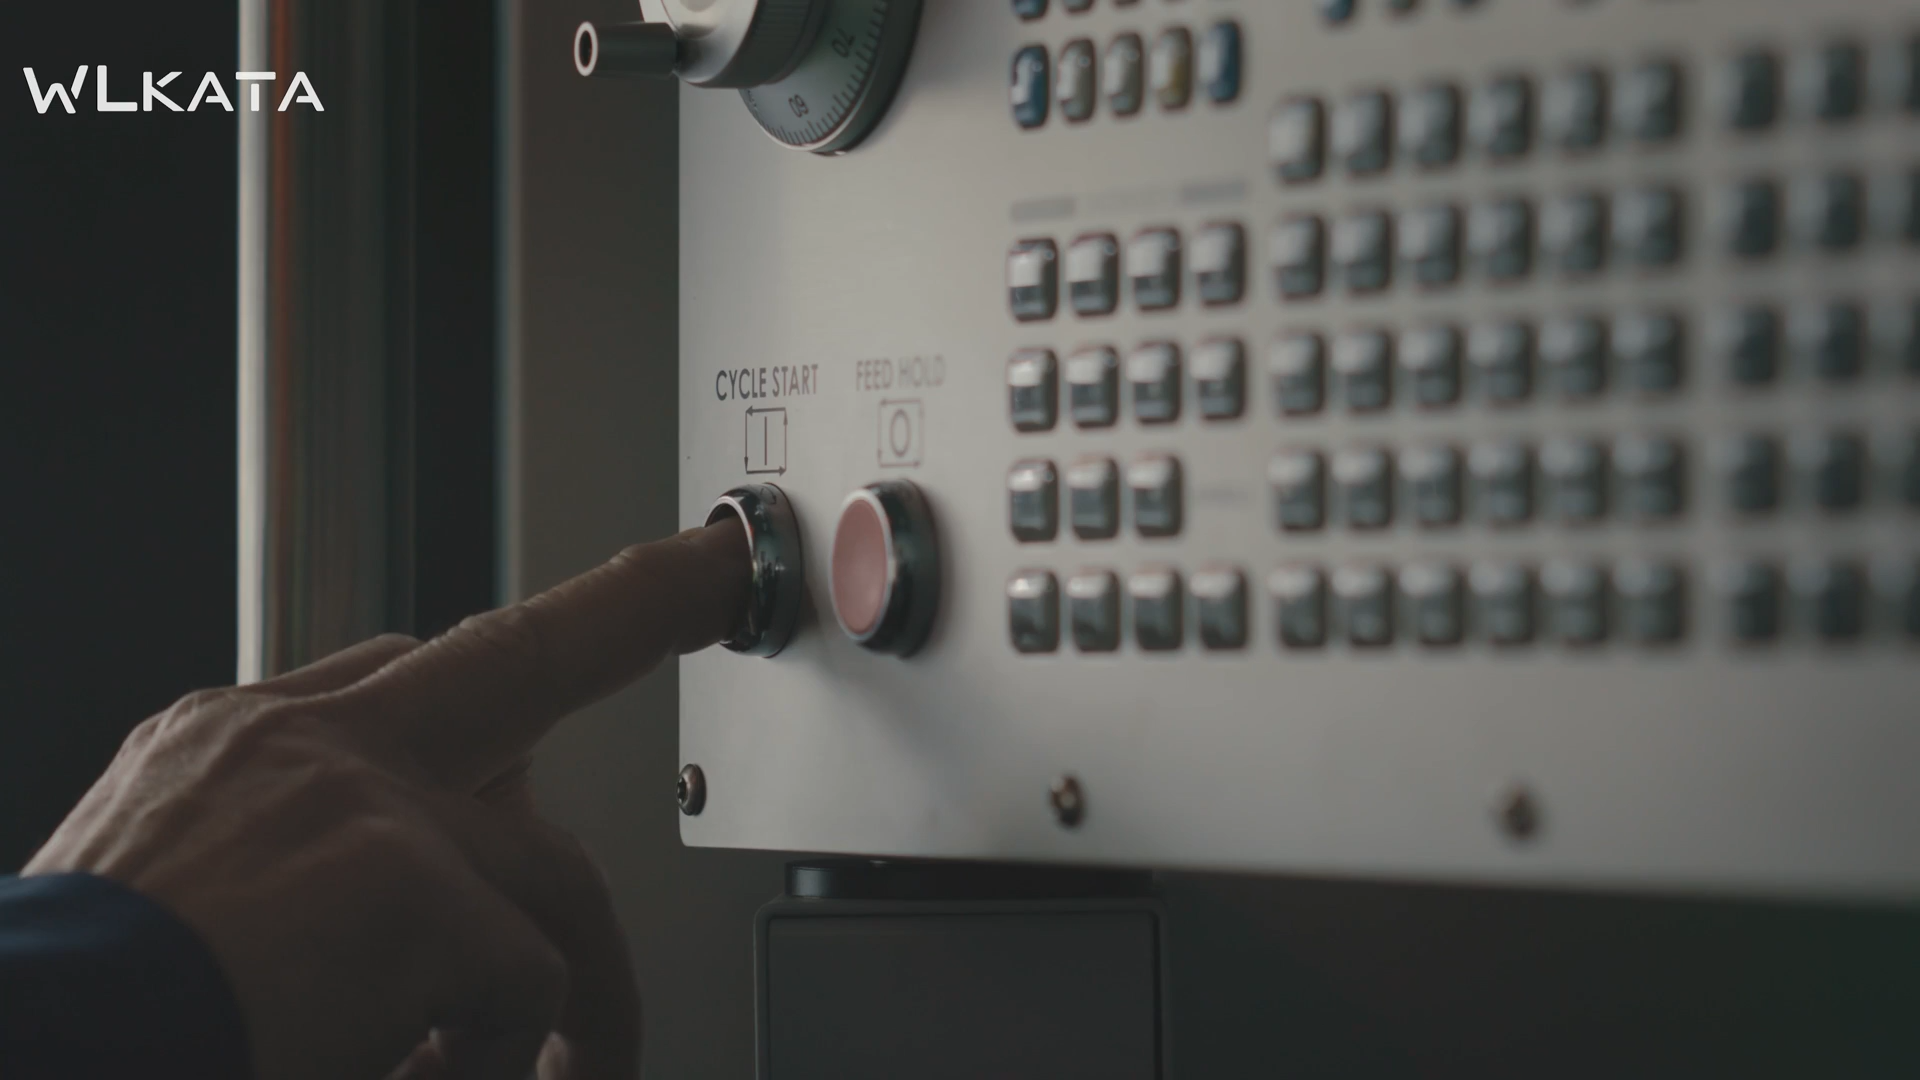 WLKATA
70
60
CYCLE START
FEED HOLD